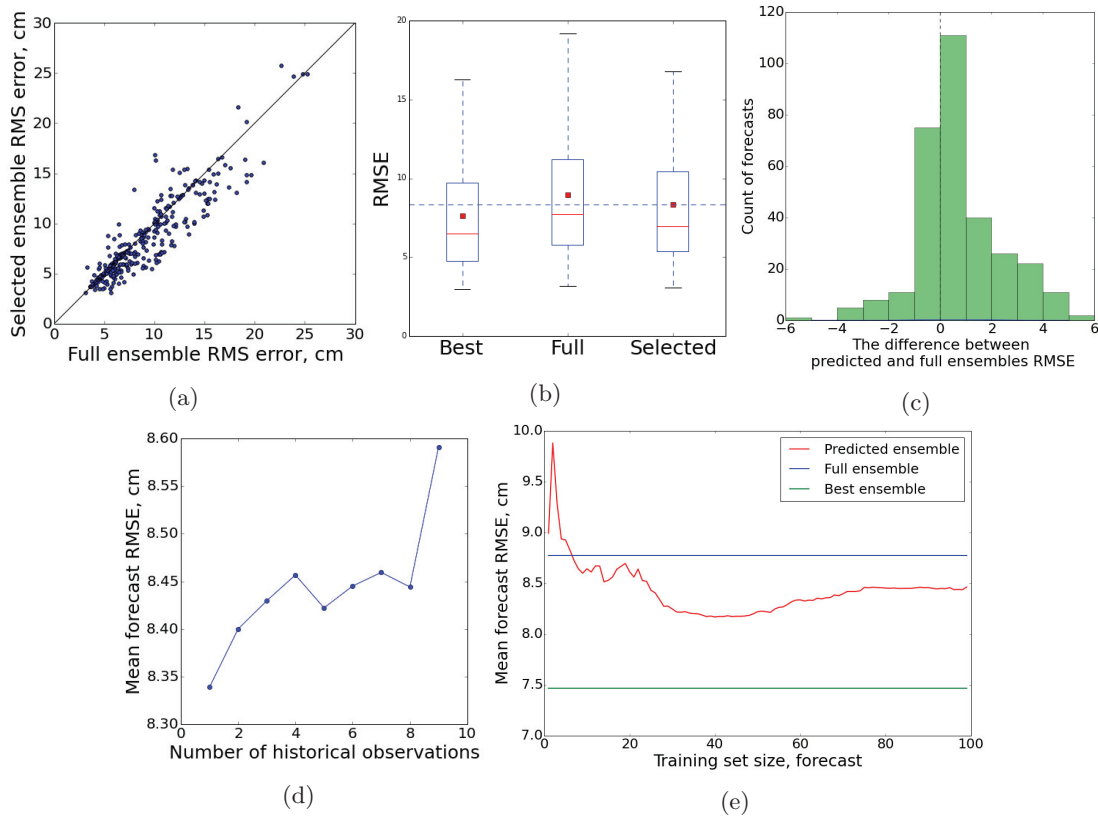 30
25
20
15
10
5
0
0 5 10 15 20 25 30
Selected ensemble RMS error, cm
Full ensemble RMS error, cm
(a)
20
15
10
5
0
RMSE
Best Full Selected
(b)
120
100
80
60
40
20
0
−6 −4 −2 0 2 4 6
Count of forecasts
The difference between
predicted and full ensembles RMSE
(c)
8.60
8.55
8.50
8.45
8.40
8.35
8.30
0 2 4 6 8 10
Mean forecast RMSE, cm
Number of historical observations
(d)
10.0
9.5
9.0
8.5
8.0
7.5
7.0
0 20 40 60 80 100
Mean forecast RMSE, cm
Training set size, forecast
Predicted ensemble
Full ensemble
Best ensemble
(e)